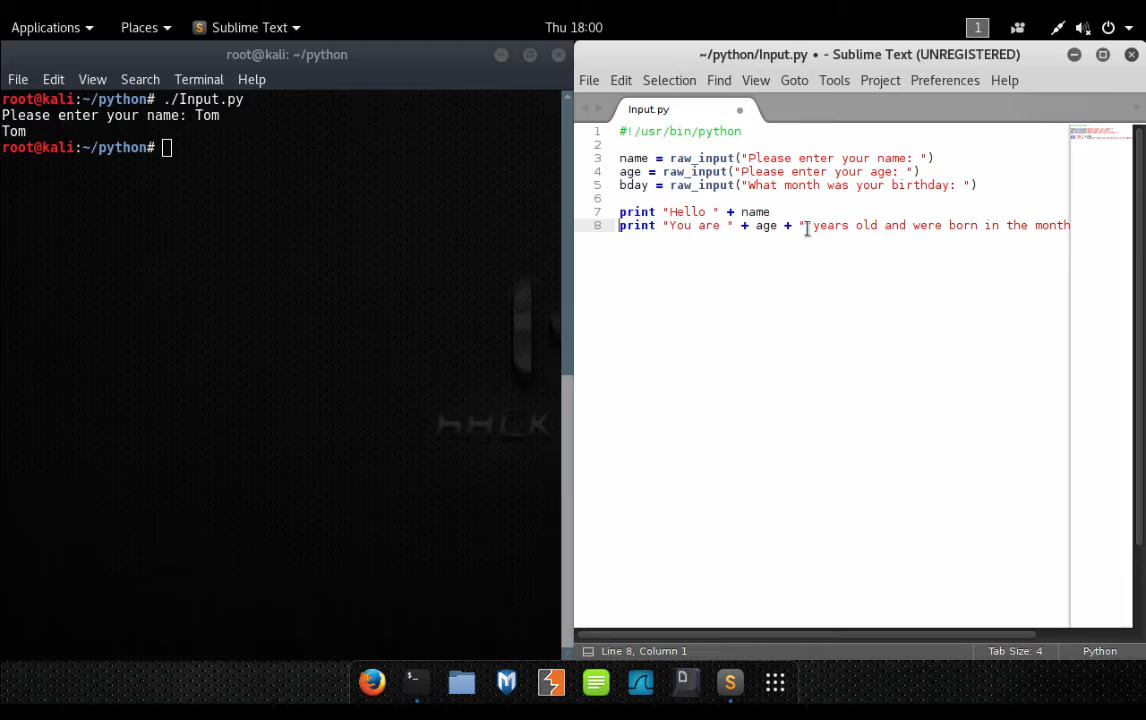 Applications Places Sublime Text Thu 18:00 1
root@kali: ~/python
File Edit View Search Terminal Help
root@kali:~/python# ./Input.py
Please enter your name: Tom
Tom
root@kali:~/python#
~/python/Input.py • - Sublime Text (UNREGISTERED)
File Edit Selection Find View Goto Tools Project Preferences Help
Input.py
1 #!/usr/bin/python
2
3 name = raw_input("Please enter your name: ")
4 age = raw_input("Please enter your age: ")
5 bday = raw_input("What month was your birthday: ")
6
7 print "Hello " + name
8 print "You are " + age + " years old and were born in the month
Line 8, Column 1 Tab Size: 4 Python